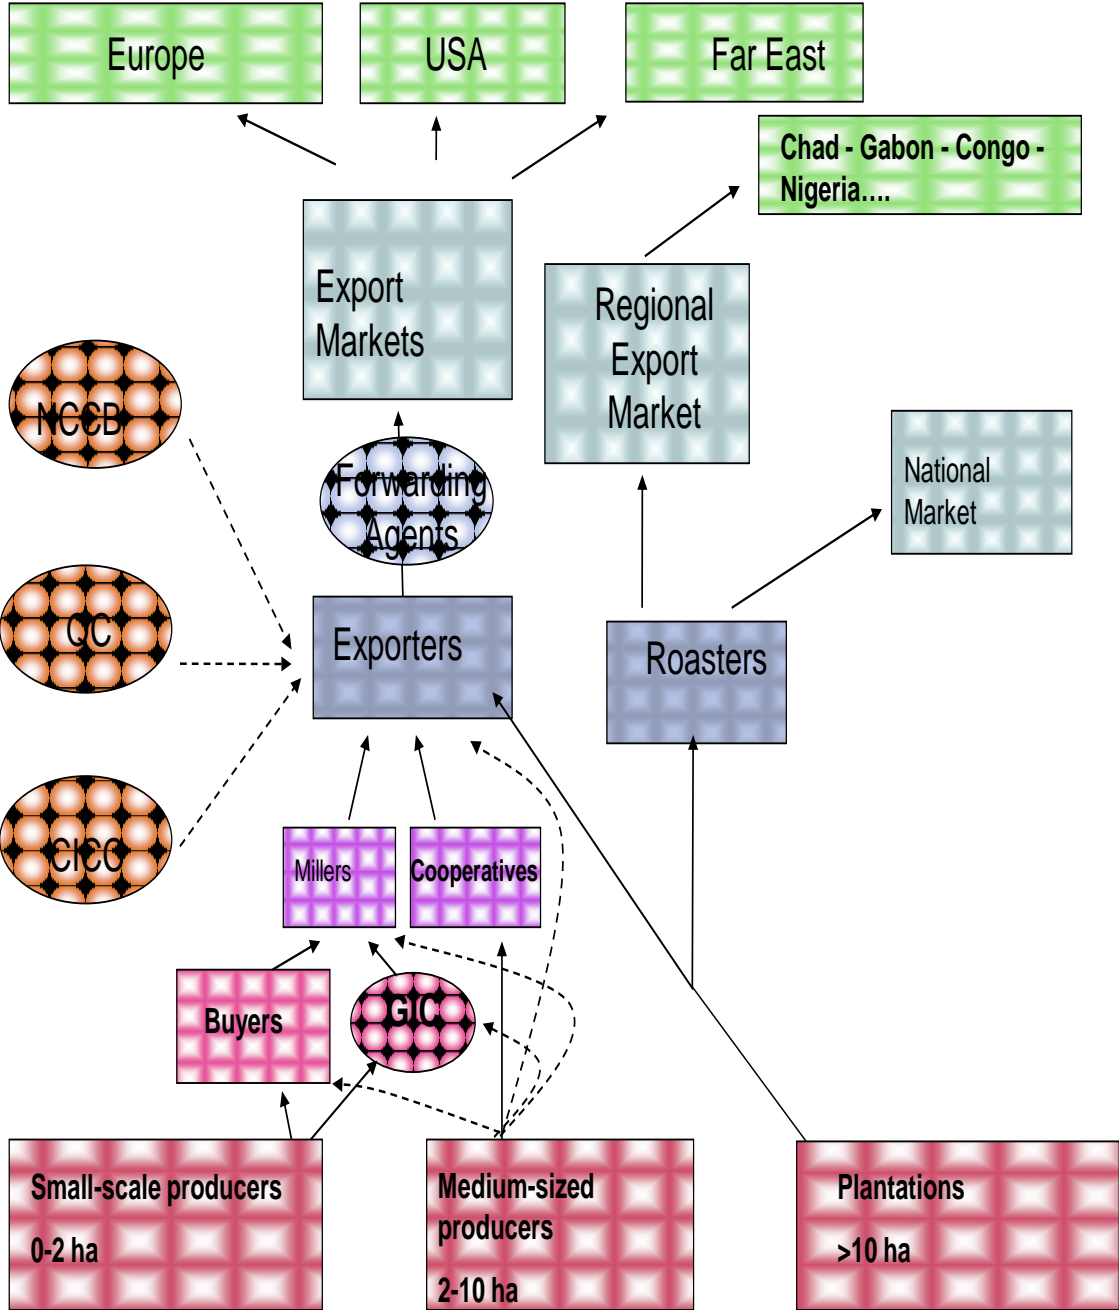 Europe
USA
Far East
Chad - Gabon - Congo -
Nigeria....
Export
Markets
Regional
Export
Market
NCCB
Forwarding
Agents
National
Market
QC
Exporters
Roasters
CICC
Millers
Cooperatives
Buyers
GIC
Small-scale producers
0-2 ha
Medium-sized
producers
2-10 ha
Plantations
>10 ha